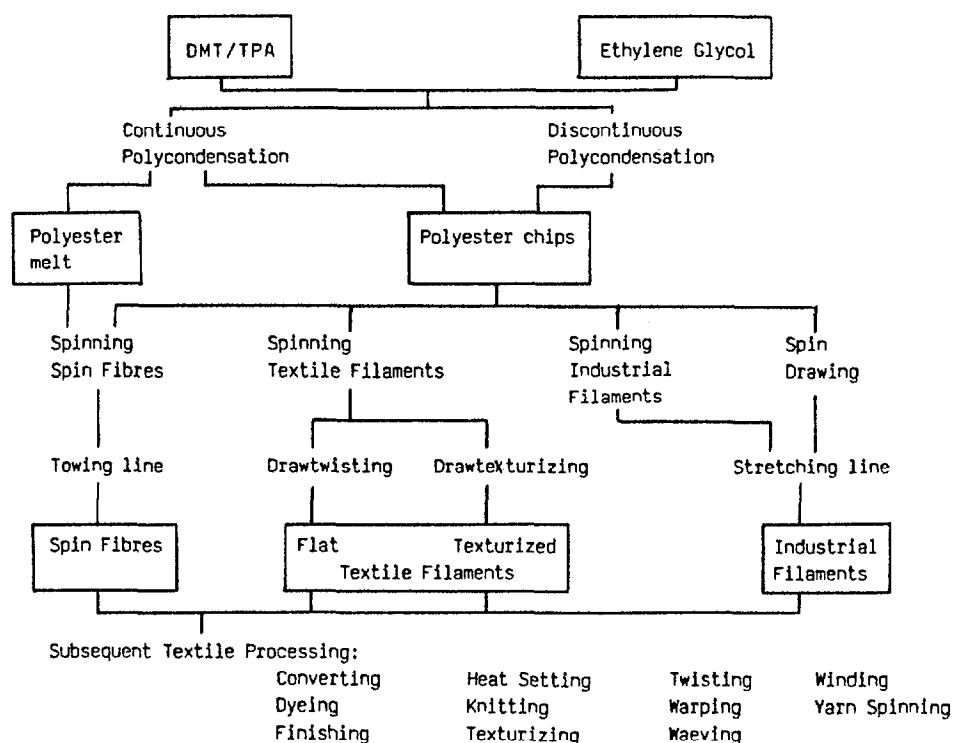 DMT/TPA
Ethylene Glycol
Continuous
Polycondensation
Discontinuous
Polycondensation
Polyester
melt
Polyester chips
Spinning
Spin Fibres
Spinning
Textile Filaments
Spinning
Industrial
Filaments
Spin
Drawing
Towing line
Drawtwisting
Drawtexturizing
Stretching line
Spin Fibres
Flat
Texturized
Textile Filaments
Industrial
Filaments
Subsequent Textile Processing:
Converting
Heat Setting
Twisting
Winding
Dyeing
Knitting
Warping
Yarn Spinning
Finishing
Texturizing
Waeving